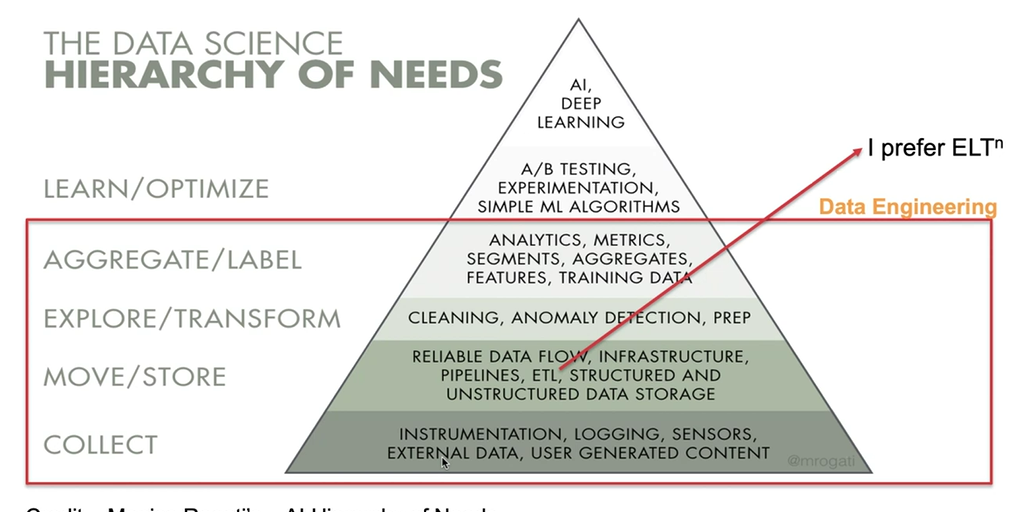 THE DATA SCIENCE
HIERARCHY OF NEEDS
AI,
DEEP
LEARNING
I prefer ELTⁿ
LEARN/OPTIMIZE
A/B TESTING,
EXPERIMENTATION,
SIMPLE ML ALGORITHMS
Data Engineering
AGGREGATE/LABEL
ANALYTICS, METRICS,
SEGMENTS, AGGREGATES,
FEATURES, TRAINING DATA
EXPLORE/TRANSFORM
CLEANING, ANOMALY DETECTION, PREP
MOVE/STORE
RELIABLE DATA FLOW, INFRASTRUCTURE,
PIPELINES, ETL, STRUCTURED AND
UNSTRUCTURED DATA STORAGE
COLLECT
INSTRUMENTATION, LOGGING, SENSORS,
EXTERNAL DATA, USER GENERATED CONTENT
@mrogati